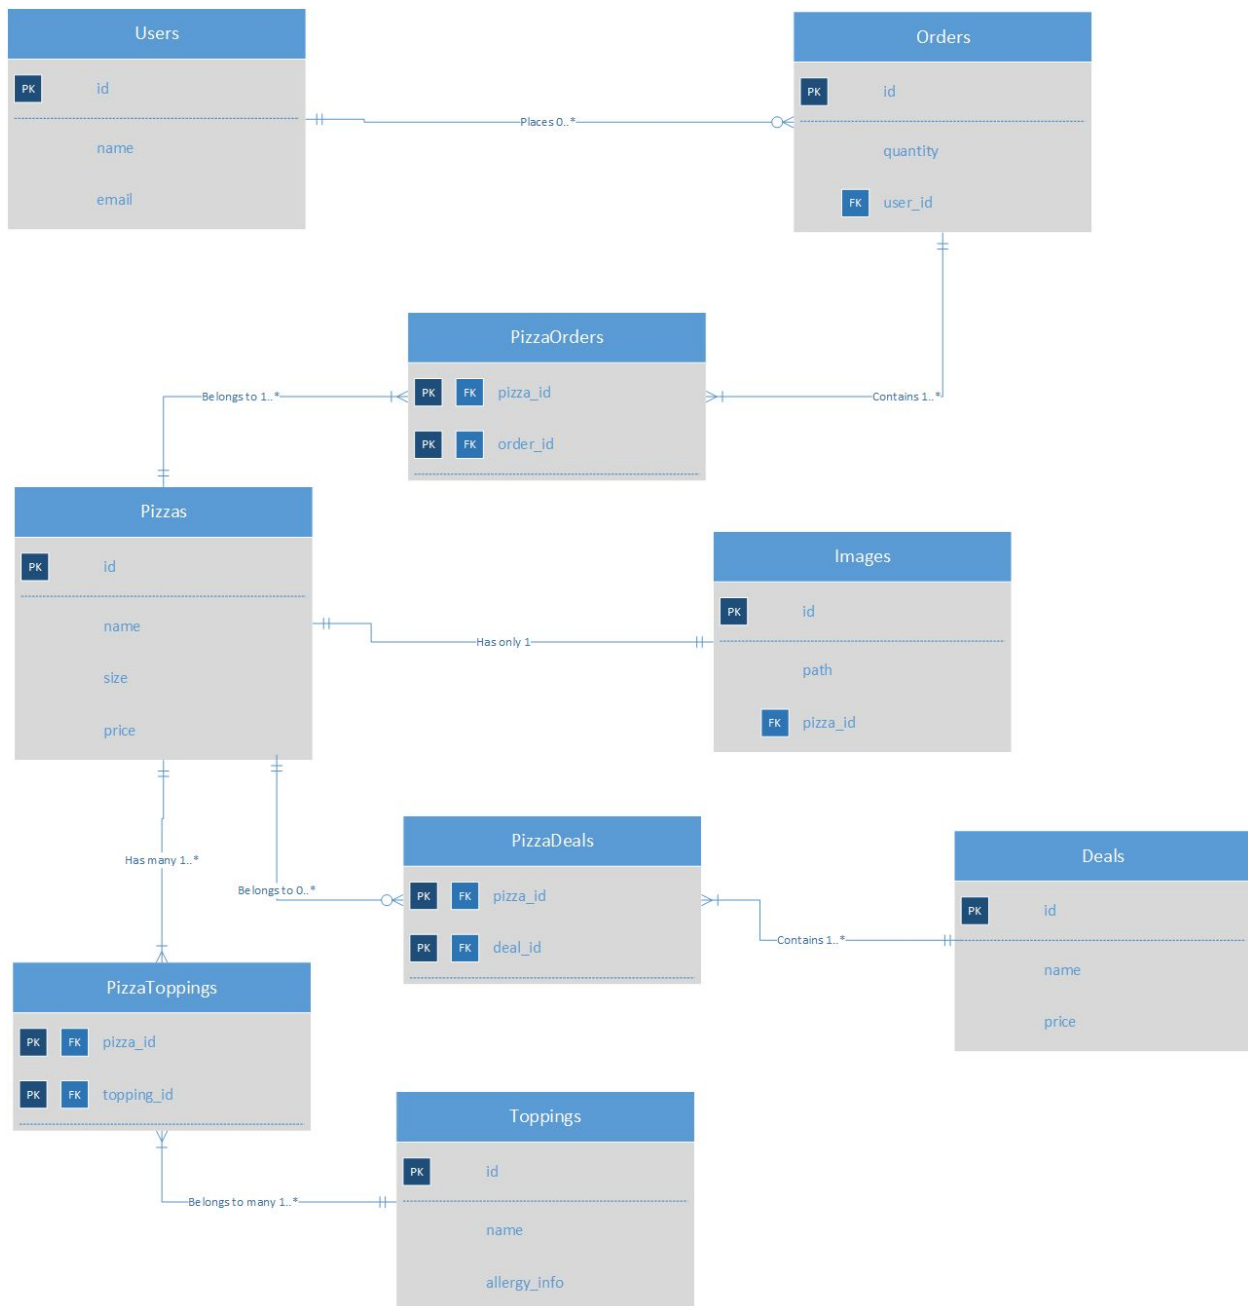 Users
PK id
name
email
Places 0..*
Orders
PK id
quantity
FK user_id
PizzaOrders
PK FK pizza_id
PK FK order_id
Belongs to 1..*
Contains 1..*
Pizzas
PK id
name
size
price
Has only 1
Images
PK id
path
FK pizza_id
Has many 1..*
Belongs to 0..*
PizzaDeals
PK FK pizza_id
PK FK deal_id
Contains 1..*
Deals
PK id
name
price
PizzaToppings
PK FK pizza_id
PK FK topping_id
Belongs to many 1..*
Toppings
PK id
name
allergy_info